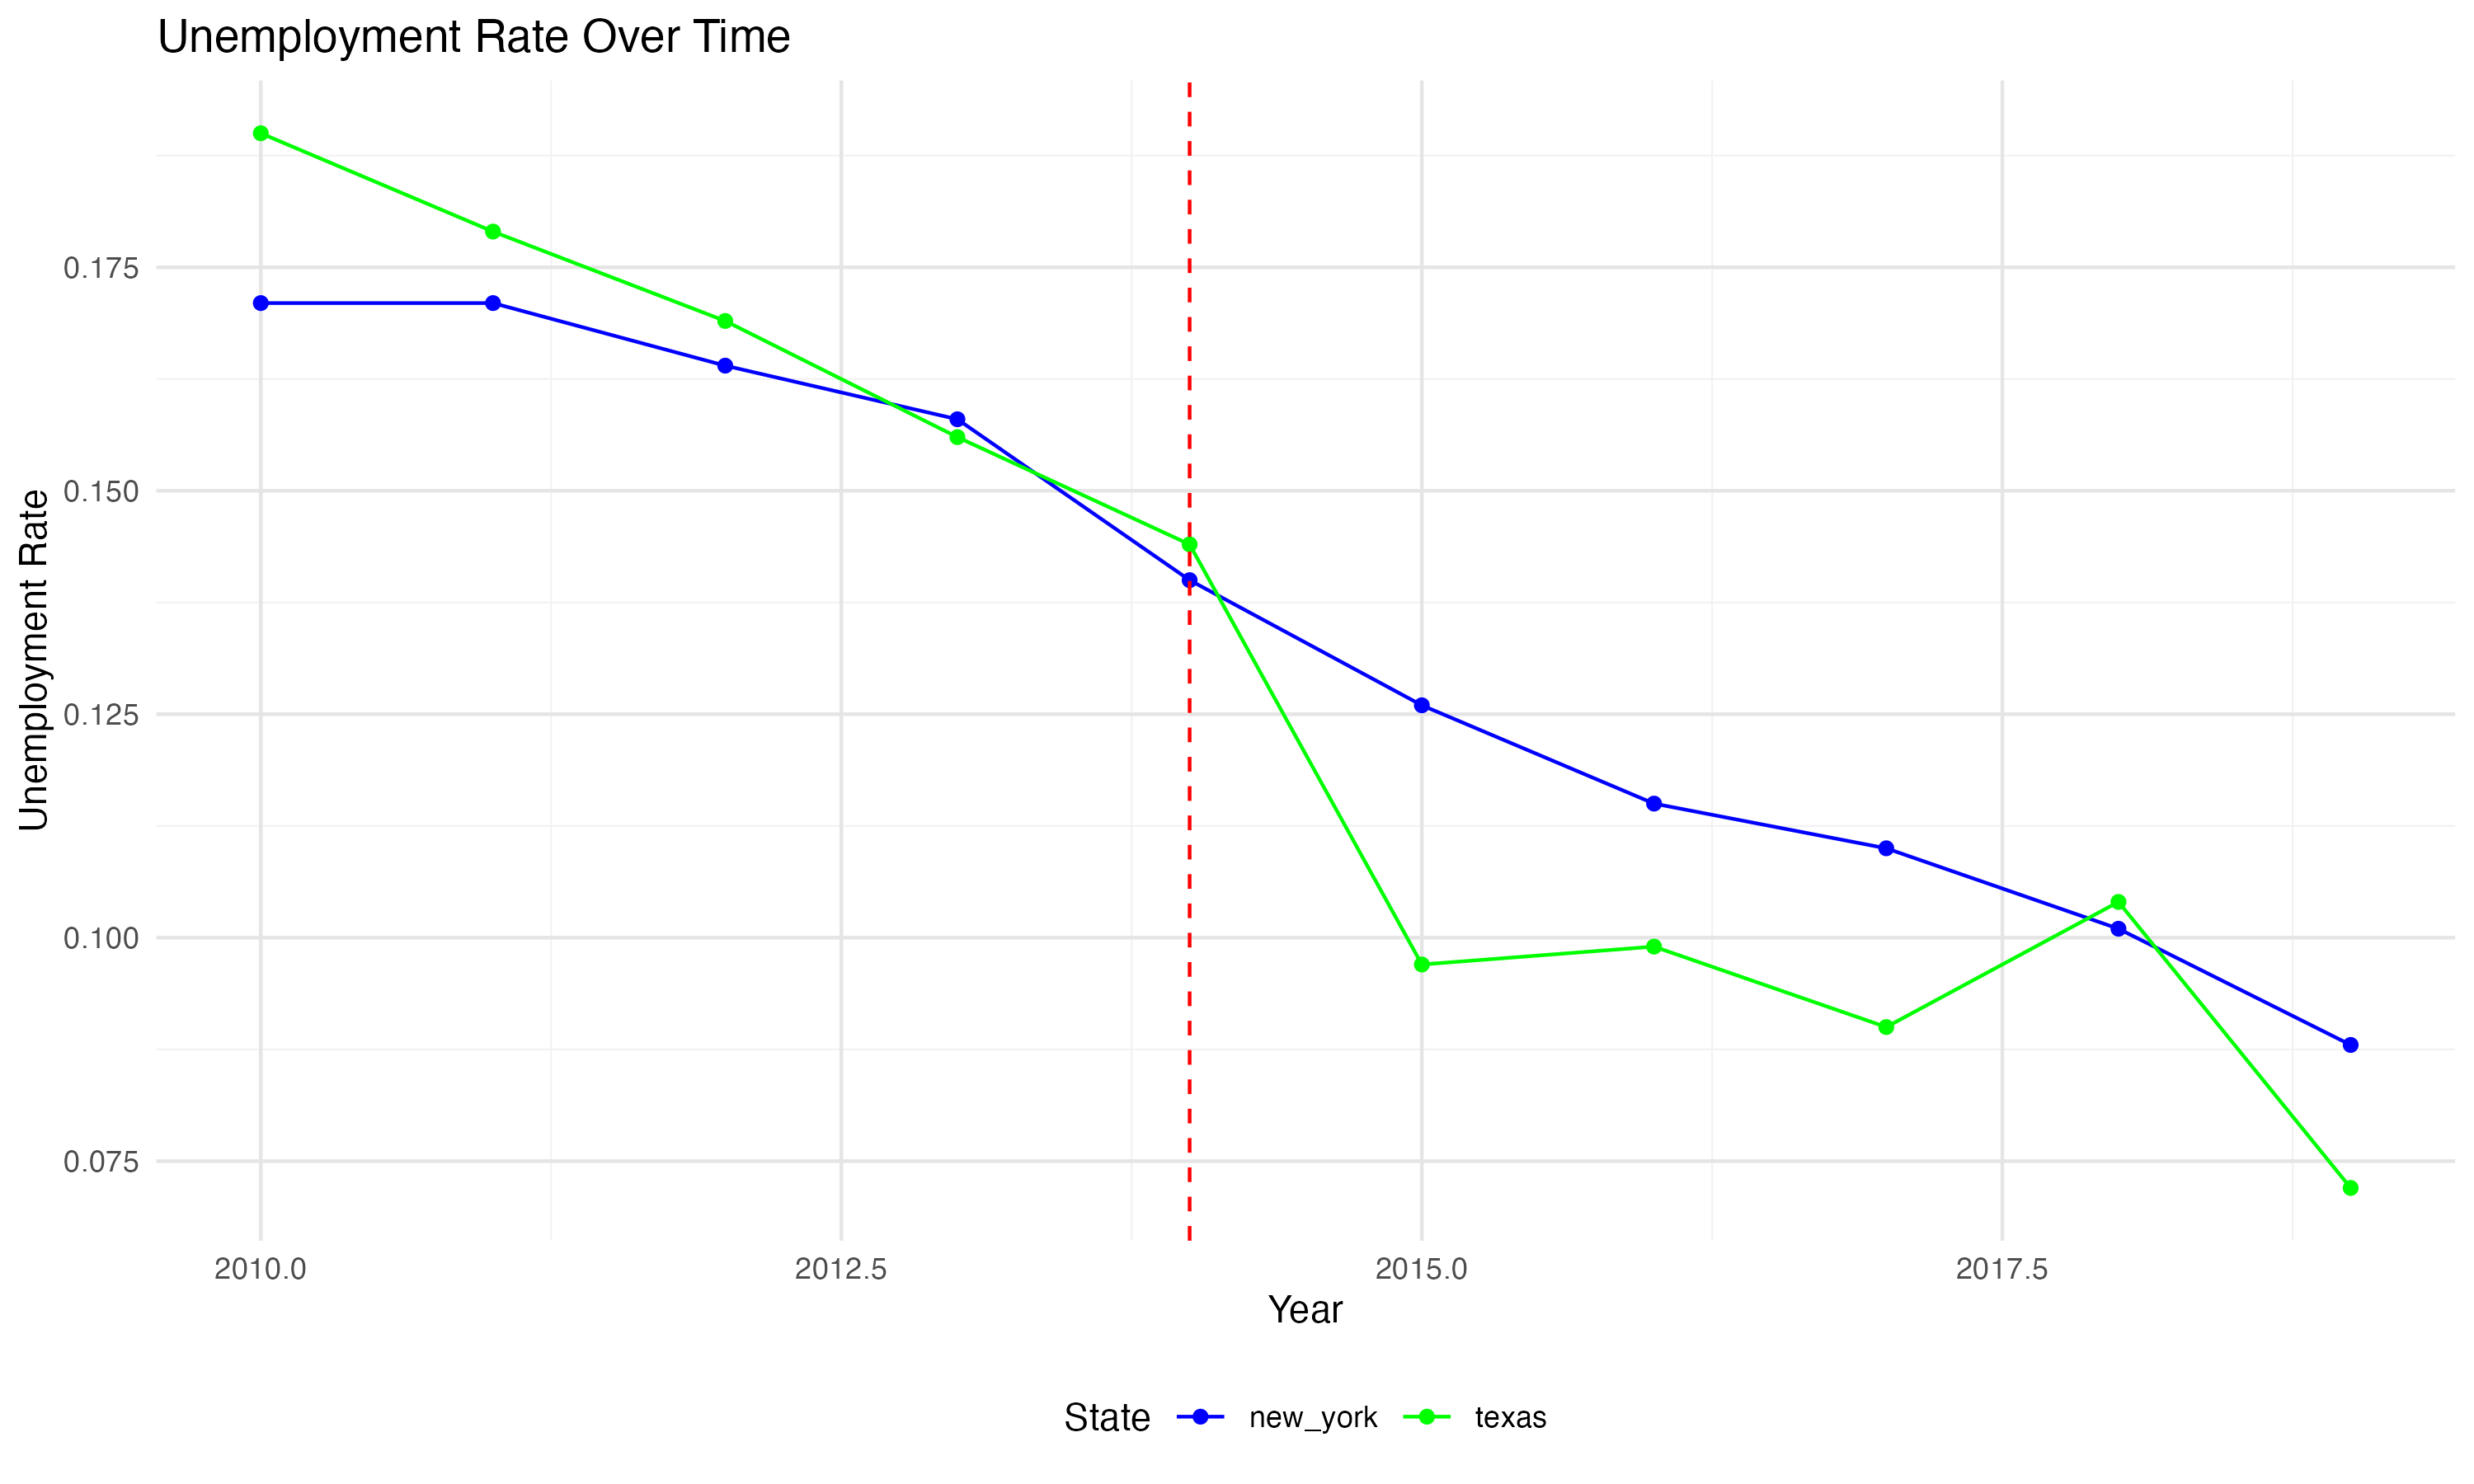 Unemployment Rate Over Time
Unemployment Rate
0.175
0.150
0.125
0.100
0.075
2010.0 2012.5 2015.0 2017.5
Year
State new_york texas